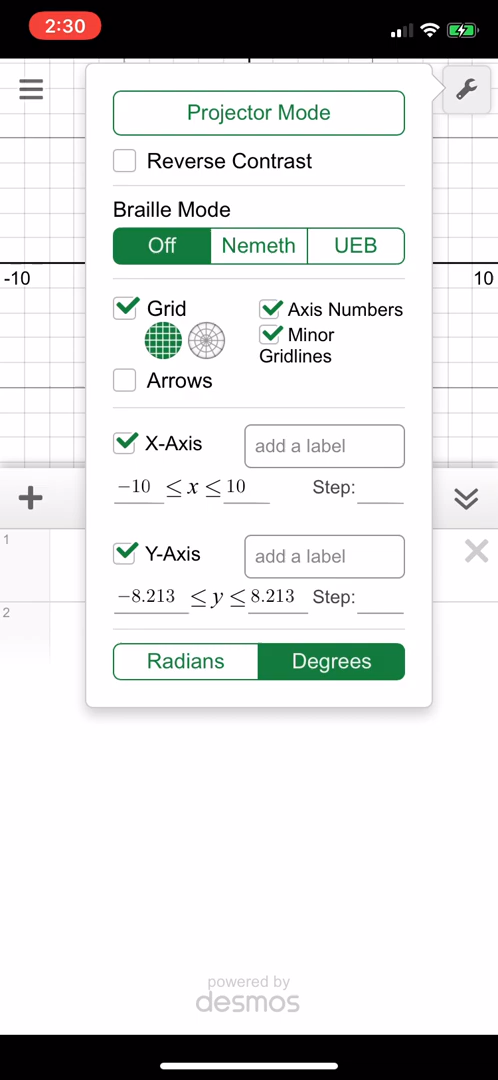 2:30
Projector Mode
Reverse Contrast
Braille Mode
Off Nemeth UEB
-10 10
Grid Axis Numbers
Minor
Gridlines
Arrows
X-Axis add a label
−10 ≤ x ≤ 10 Step:
1
Y-Axis add a label
−8.213 ≤ y ≤ 8.213 Step:
2
Radians Degrees
powered by
desmos